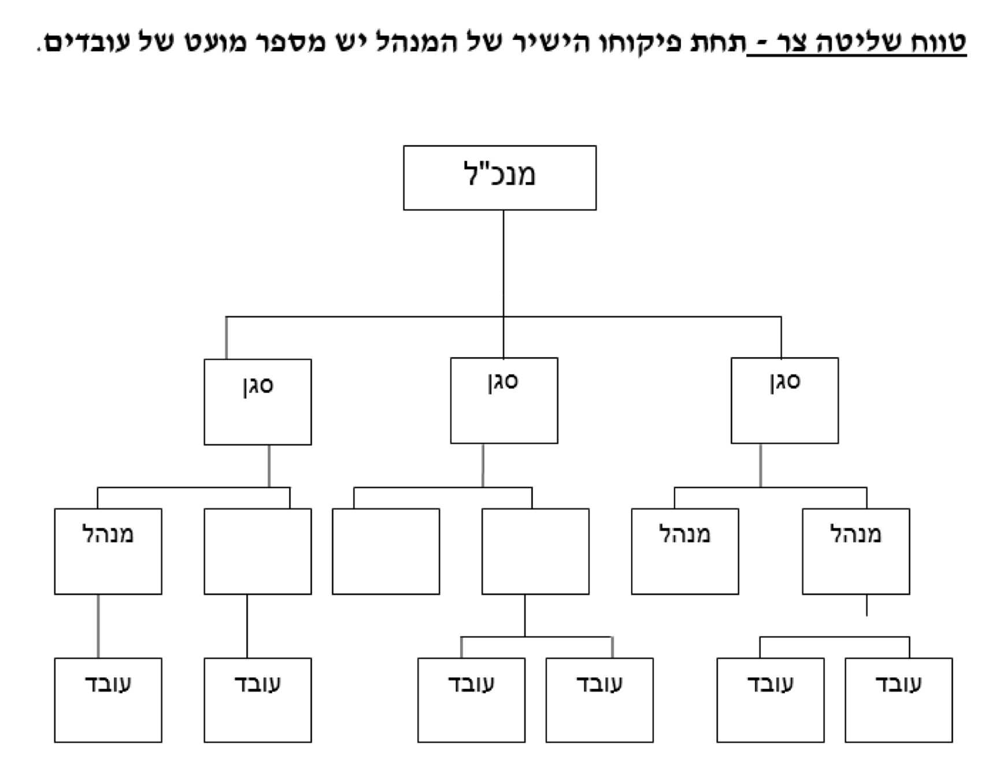 טווח שליטה צר - תחת פיקוחו הישיר של המנהל יש מספר מועט של עובדים.
מנכ"ל
סגן
סגן
סגן
מנהל
מנהל
מנהל
עובד
עובד
עובד
עובד
עובד
עובד